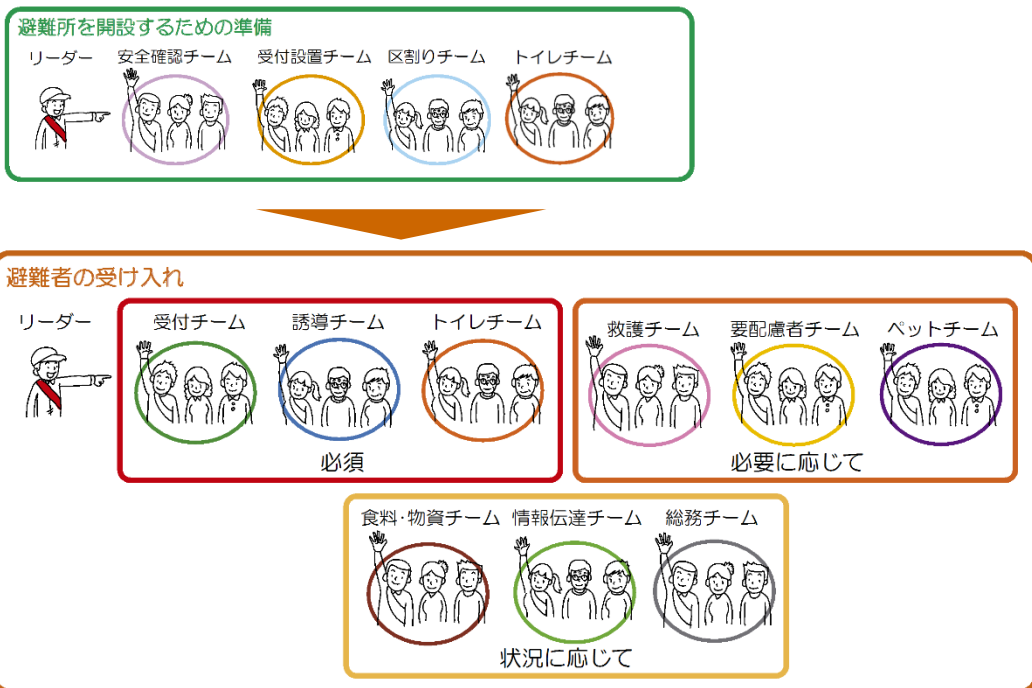 避難所を開設するための準備
リーダー 安全確認チーム 受付設置チーム 区割りチーム トイレチーム
避難者の受け入れ
リーダー 受付チーム 誘導チーム トイレチーム 救護チーム 要配慮者チーム ペットチーム
必須 必要に応じて
食料・物資チーム 情報伝達チーム 総務チーム
状況に応じて